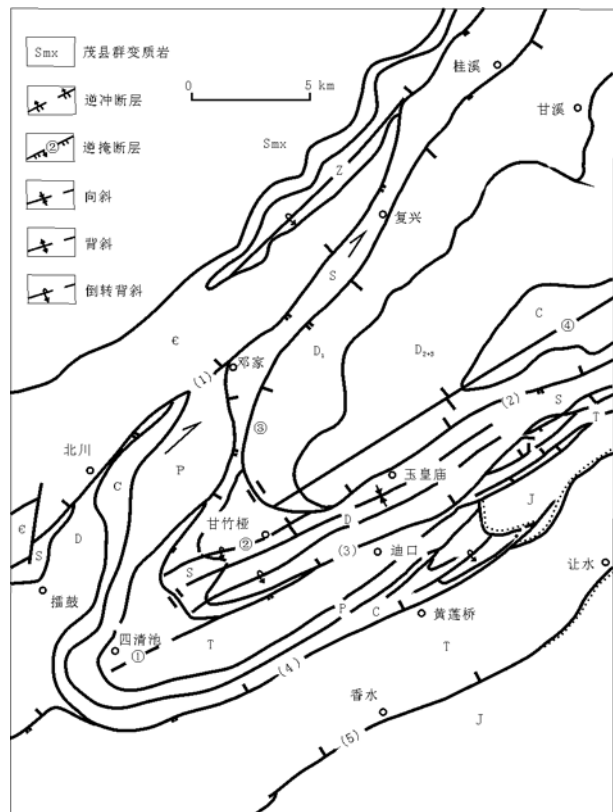 Smx 茂县群变质岩
逆冲断层
② 逆掩断层
向斜
背斜
倒转背斜
0 5 km
桂溪
甘溪
Smx
Z
复兴
S
C
④
Є
D₁
D₂₊₃
(1)
邓家
(2)
S
T
③
北川
C
P
玉皇庙
J
Є
S
D
甘竹桠
②
D
(3)
迪口
让水
S
擂鼓
P
C
黄莲桥
四清池
①
T
T
(4)
香水
J
(5)